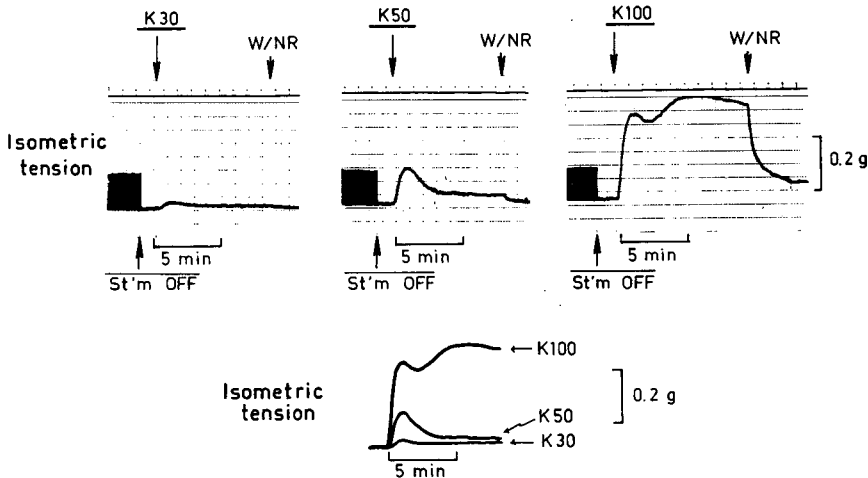 K30
W/NR
K50
W/NR
K100
W/NR
Isometric
tension
0.2 g
5 min
5 min
5 min
St'm OFF
St'm OFF
St'm OFF
Isometric
tension
K100
0.2 g
K50
K30
5 min